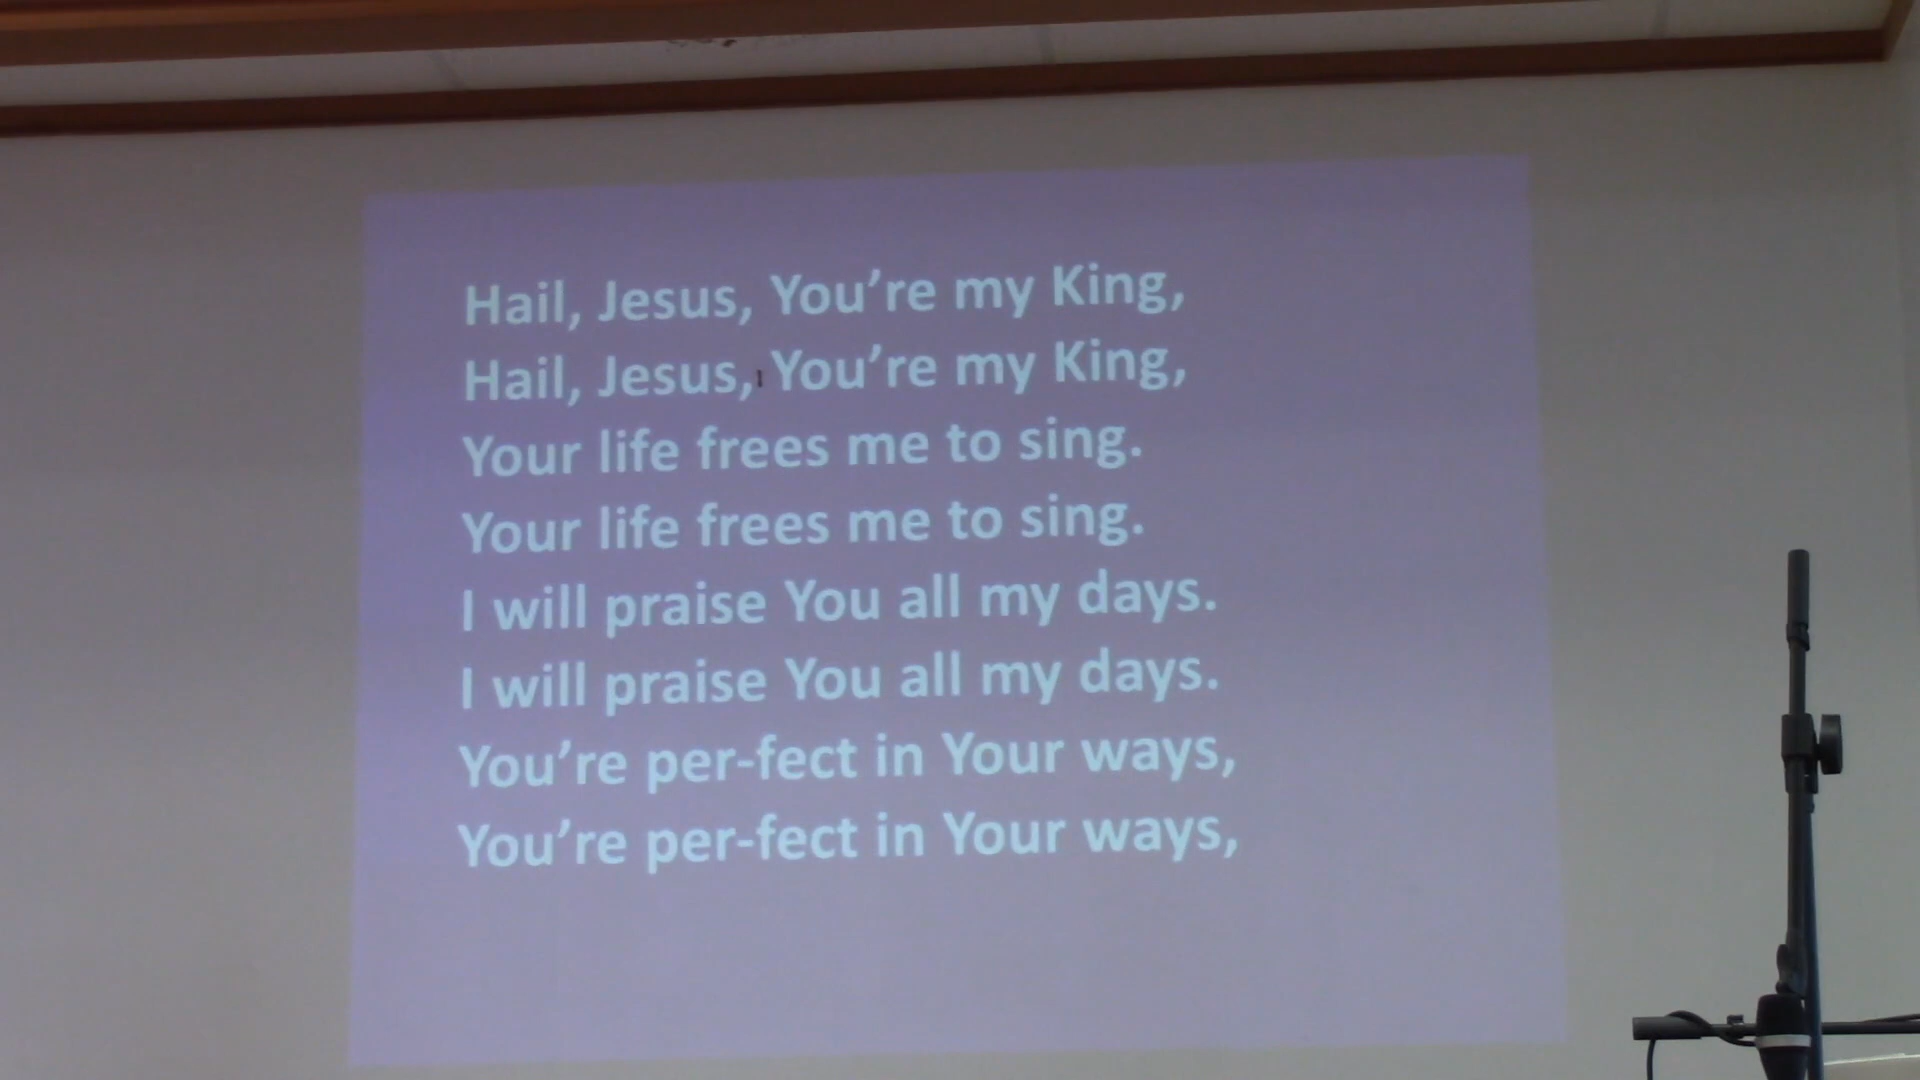 Hail, Jesus, You’re my King,
Hail, Jesus, You’re my King,
Your life frees me to sing.
Your life frees me to sing.
I will praise You all my days.
I will praise You all my days.
You’re per-fect in Your ways,
You’re per-fect in Your ways,